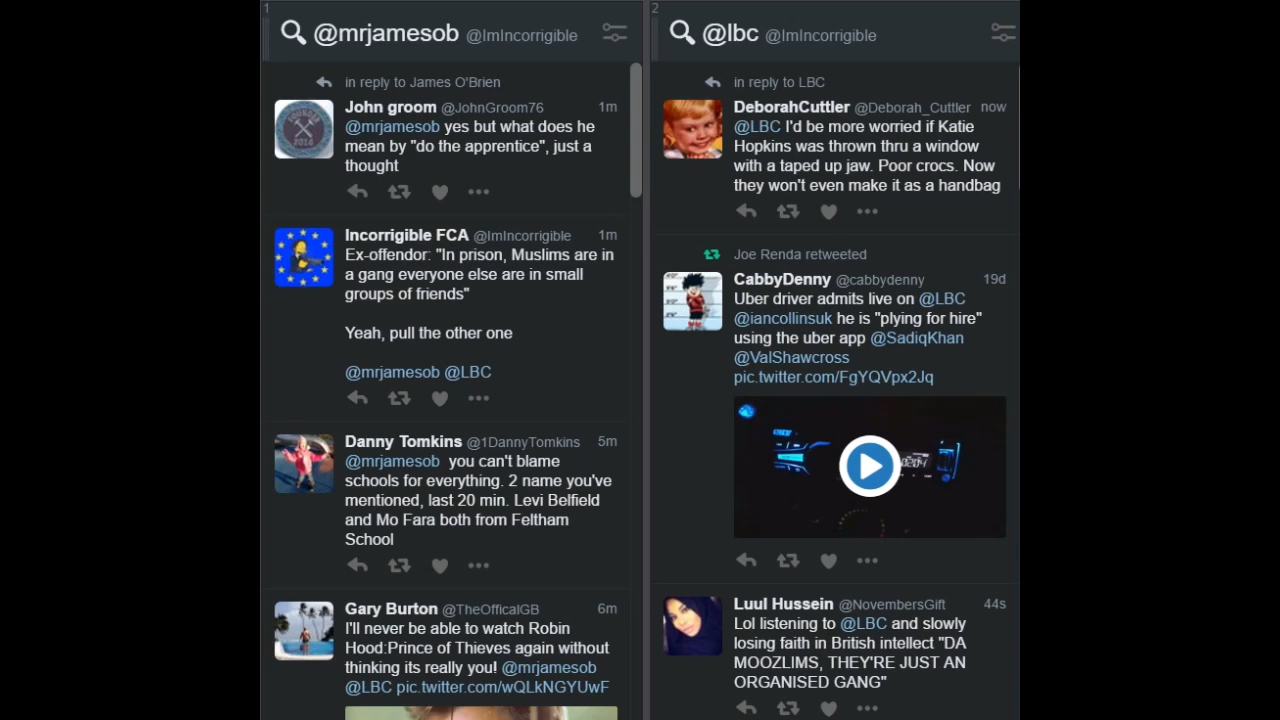 1
@mrjamesob @ImIncorrigible
in reply to James O'Brien
John groom @JohnGroom76 1m
@mrjamesob yes but what does he
mean by "do the apprentice", just a
thought
Incorrigible FCA @ImIncorrigible 1m
Ex-offender: "In prison, Muslims are in
a gang everyone else are in small
groups of friends"
Yeah, pull the other one
@mrjamesob @LBC
Danny Tomkins @1DannyTomkins 5m
@mrjamesob you can't blame
schools for everything. 2 name you've
mentioned, last 20 min. Levi Belfield
and Mo Fara both from Feltham
School
Gary Burton @TheOfficalGB 6m
I'll never be able to watch Robin
Hood:Prince of Thieves again without
thinking its really you! @mrjamesob
@LBC pic.twitter.com/wQLkNGYUwF
2
@lbc @ImIncorrigible
in reply to LBC
DeborahCuttler @Deborah_Cuttler now
@LBC I'd be more worried if Katie
Hopkins was thrown thru a window
with a taped up jaw. Poor crocs. Now
they won't even make it as a handbag
Joe Renda retweeted
CabbyDenny @cabbydenny 19d
Uber driver admits live on @LBC
@iancollinsuk he is "plying for hire"
using the uber app @SadiqKhan
@ValShawcross
pic.twitter.com/FgYQVpx2Jq
Luul Hussein @NovembersGift 44s
Lol listening to @LBC and slowly
losing faith in British intellect "DA
MOOZLIMS, THEY'RE JUST AN
ORGANISED GANG"